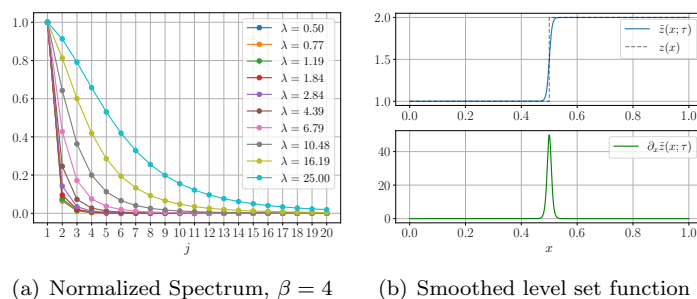 1.0
0.8
0.6
0.4
0.2
0.0
1 2 3 4 5 6 7 8 9 10 11 12 13 14 15 16 17 18 19 20
j
λ = 0.50
λ = 0.77
λ = 1.19
λ = 1.84
λ = 2.84
λ = 4.39
λ = 6.79
λ = 10.48
λ = 16.19
λ = 25.00
(a) Normalized Spectrum, β = 4
2.0
1.5
1.0
0.0 0.2 0.4 0.6 0.8 1.0
z̄(x; τ)
z(x)
40
20
0
0.0 0.2 0.4 0.6 0.8 1.0
x
∂ₓz̄(x; τ)
(b) Smoothed level set function